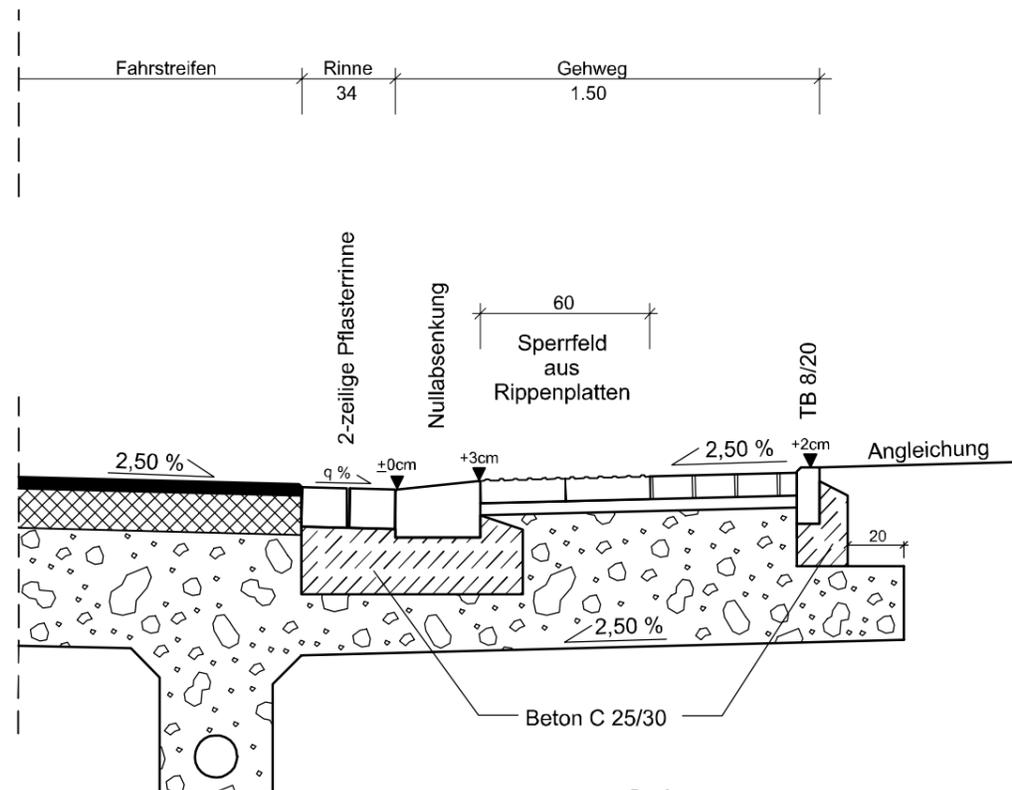 Fahrstreifen
Rinne
Gehweg
34
1.50
2-zeilige Pflasterrinne
Nullabsenkung
60
Sperrfeld
aus
Rippenplatten
TB 8/20
2,50 %
q %
±0cm
+3cm
2,50 %
+2cm
Angleichung
20
2,50 %
Beton C 25/30